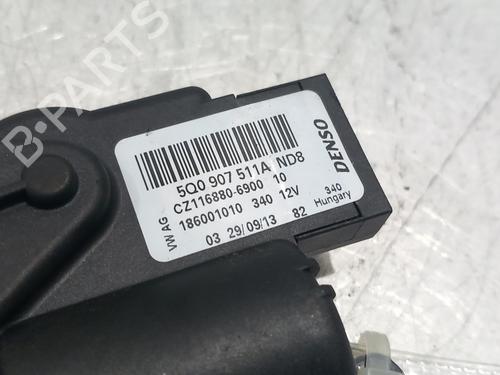 5Q0 907 511A ND8
CZ116880-6900 10
186001010 340 12V
03 29/09/13 82
VW AG
DENSO
340
Hungary
B-PARTS